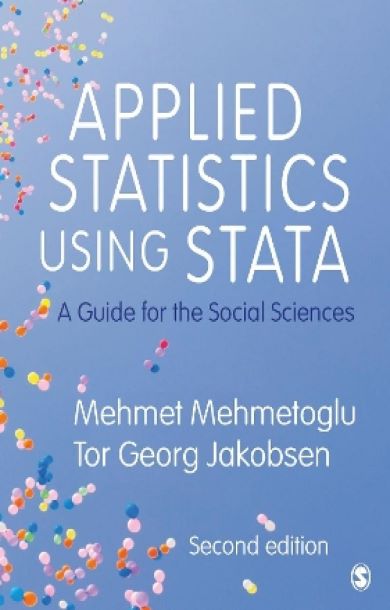 APPLIED
STATISTICS
USING STATA
A Guide for the Social Sciences
Mehmet Mehmetoglu
Tor Georg Jakobsen
Second edition
S